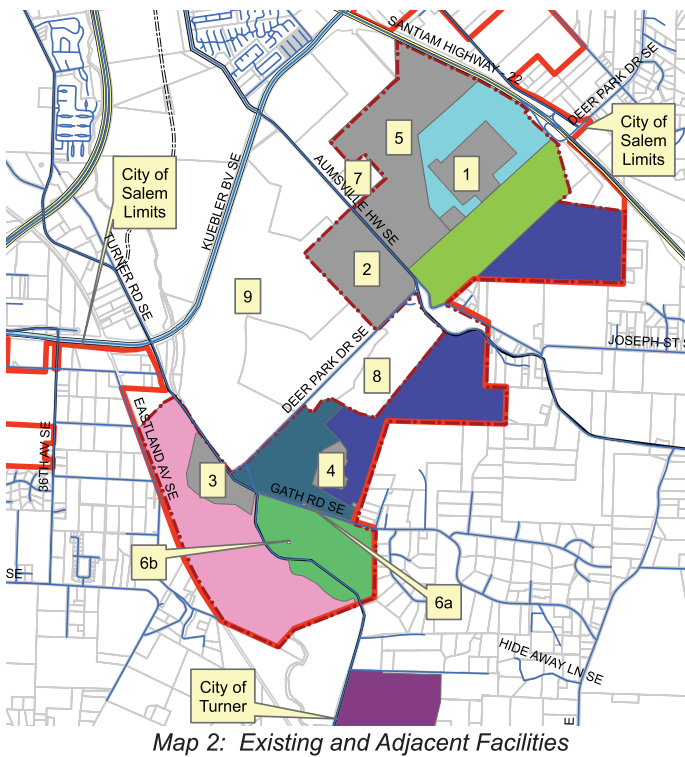 SANTIAM HIGHWAY - 22
DEER PARK DR SE
City of
Salem
Limits
5
1
7
AUMSVILLE HW SE
City of
Salem
Limits
KUEBLER BV SE
TURNER RD SE
2
9
JOSEPH ST S
DEER PARK DR SE
8
EASTLAND AV SE
36TH AV SE
3
4
GATH RD SE
SE
6b
6a
HIDE AWAY LN SE
City of
Turner
E
Map 2: Existing and Adjacent Facilities